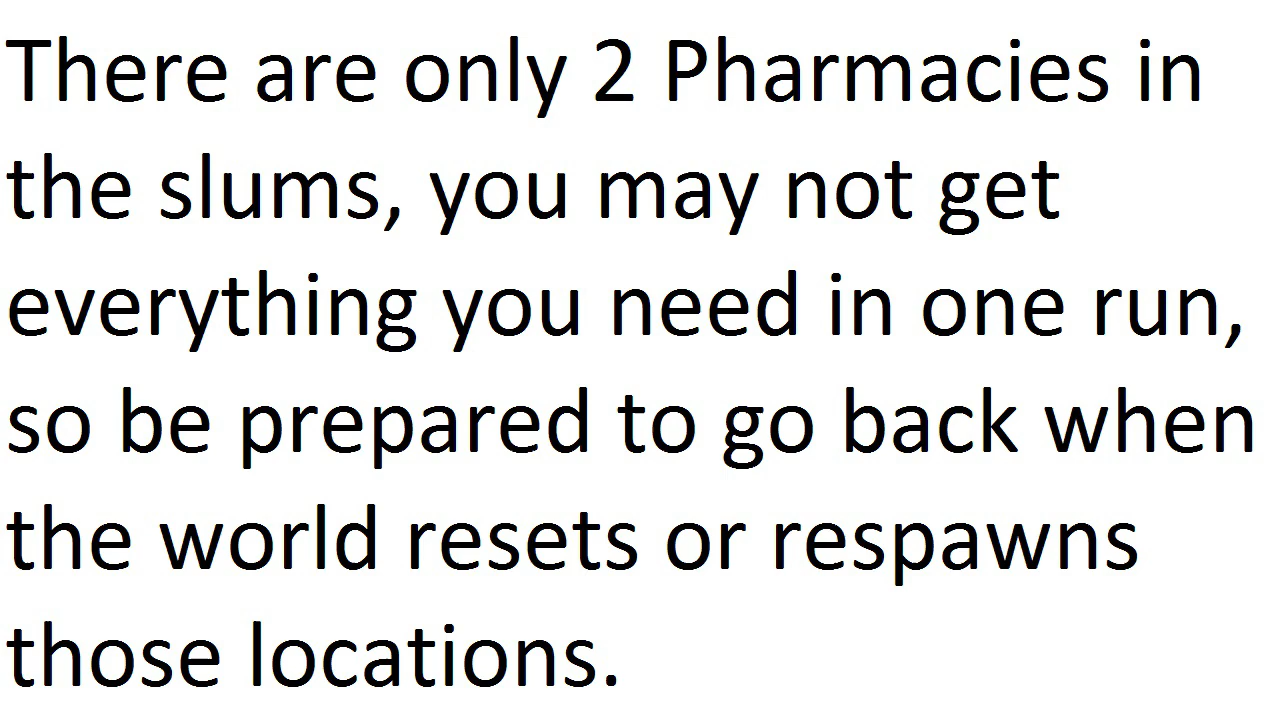 There are only 2 Pharmacies in
the slums, you may not get
everything you need in one run,
so be prepared to go back when
the world resets or respawns
those locations.